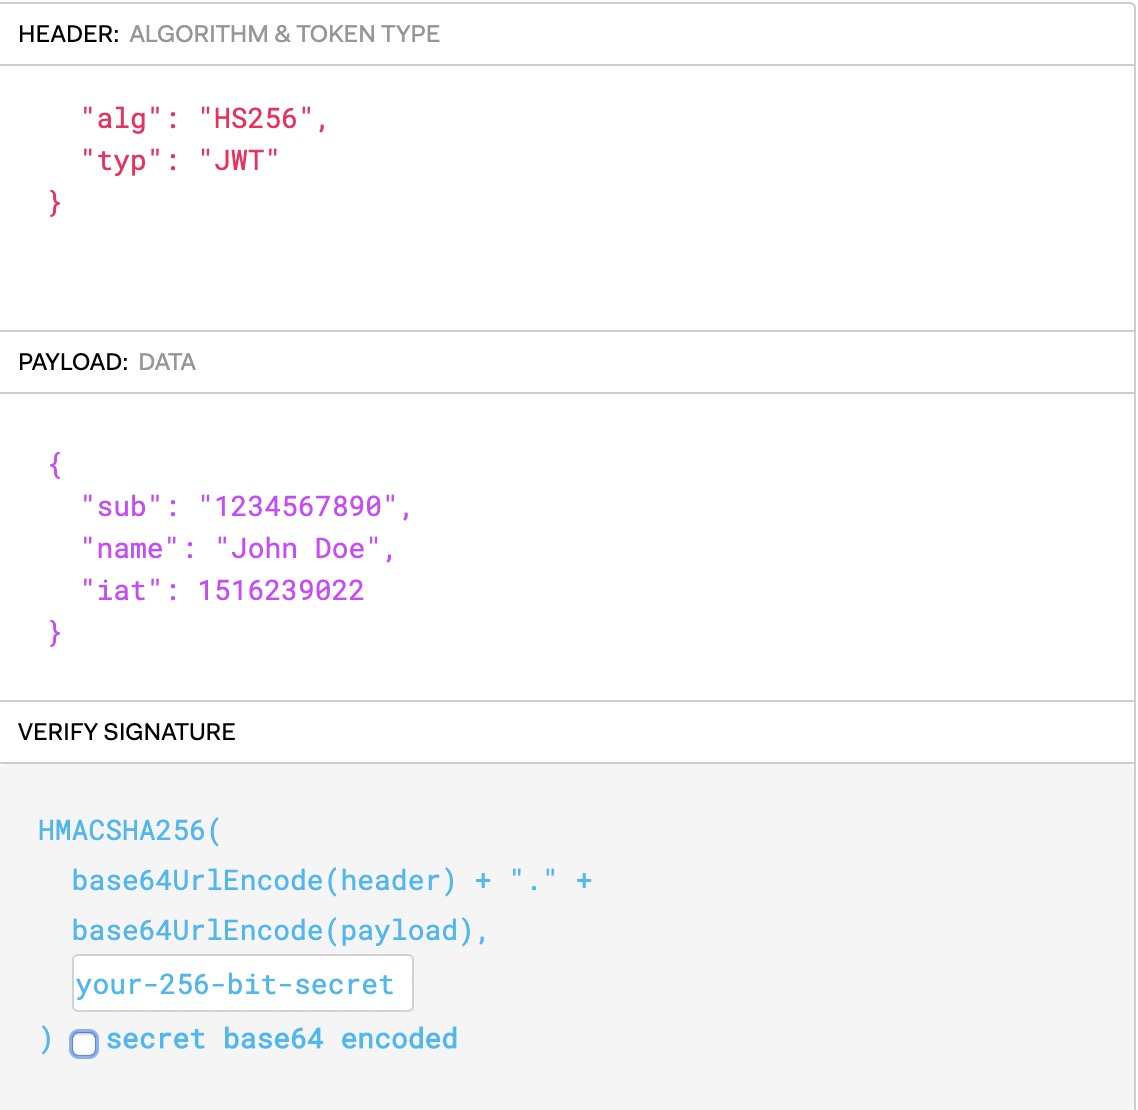 HEADER: ALGORITHM & TOKEN TYPE
"alg": "HS256",
"typ": "JWT"
}
PAYLOAD: DATA
{
"sub": "1234567890",
"name": "John Doe",
"iat": 1516239022
}
VERIFY SIGNATURE
HMACSHA256(
base64UrlEncode(header) + "." +
base64UrlEncode(payload),
your-256-bit-secret
) secret base64 encoded